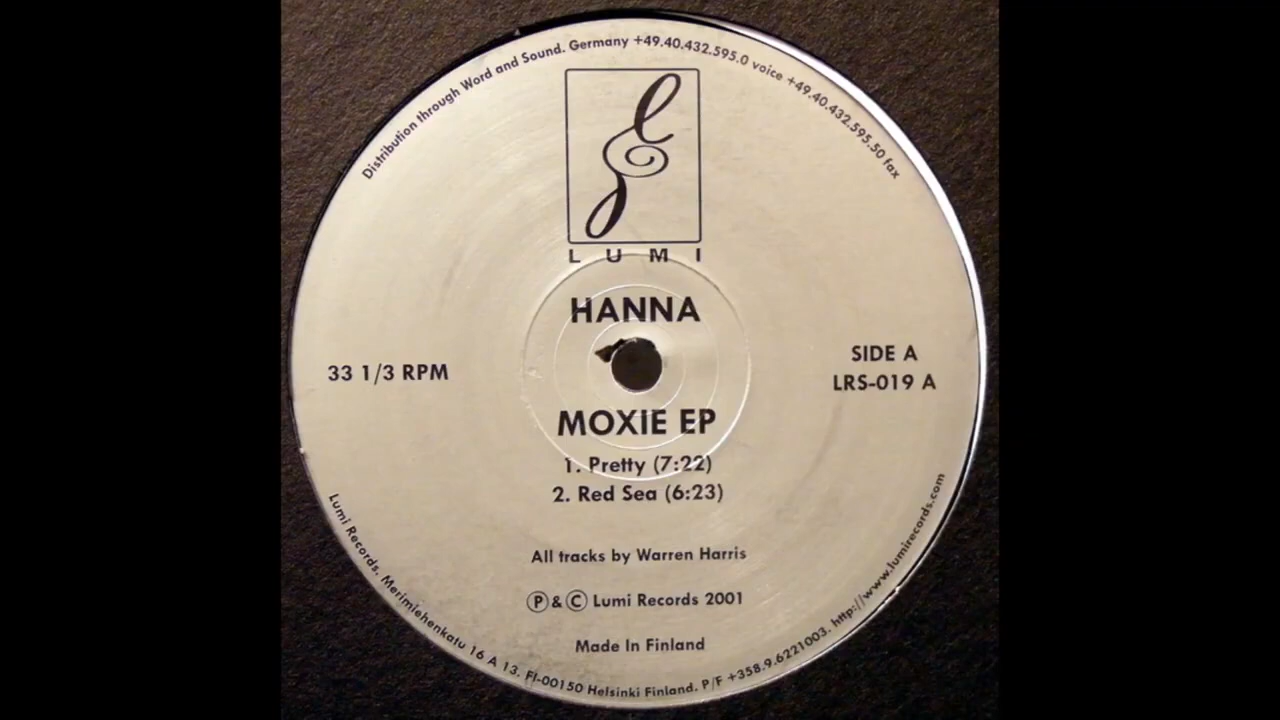 Distribution through Word and Sound. Germany +49.40.432.595.0 voice +49.40.432.595.50 fax
LUMI
HANNA
33 1/3 RPM
SIDE A
LRS-019 A
MOXIE EP
1. Pretty (7:22)
2. Red Sea (6:23)
All tracks by Warren Harris
Ⓟ & Ⓒ Lumi Records 2001
Made In Finland
Lumi Records. Merimiehenkatu 16 A 13. FI-00150 Helsinki Finland. P/F +358.9.6221003. http://www.lumirecords.com